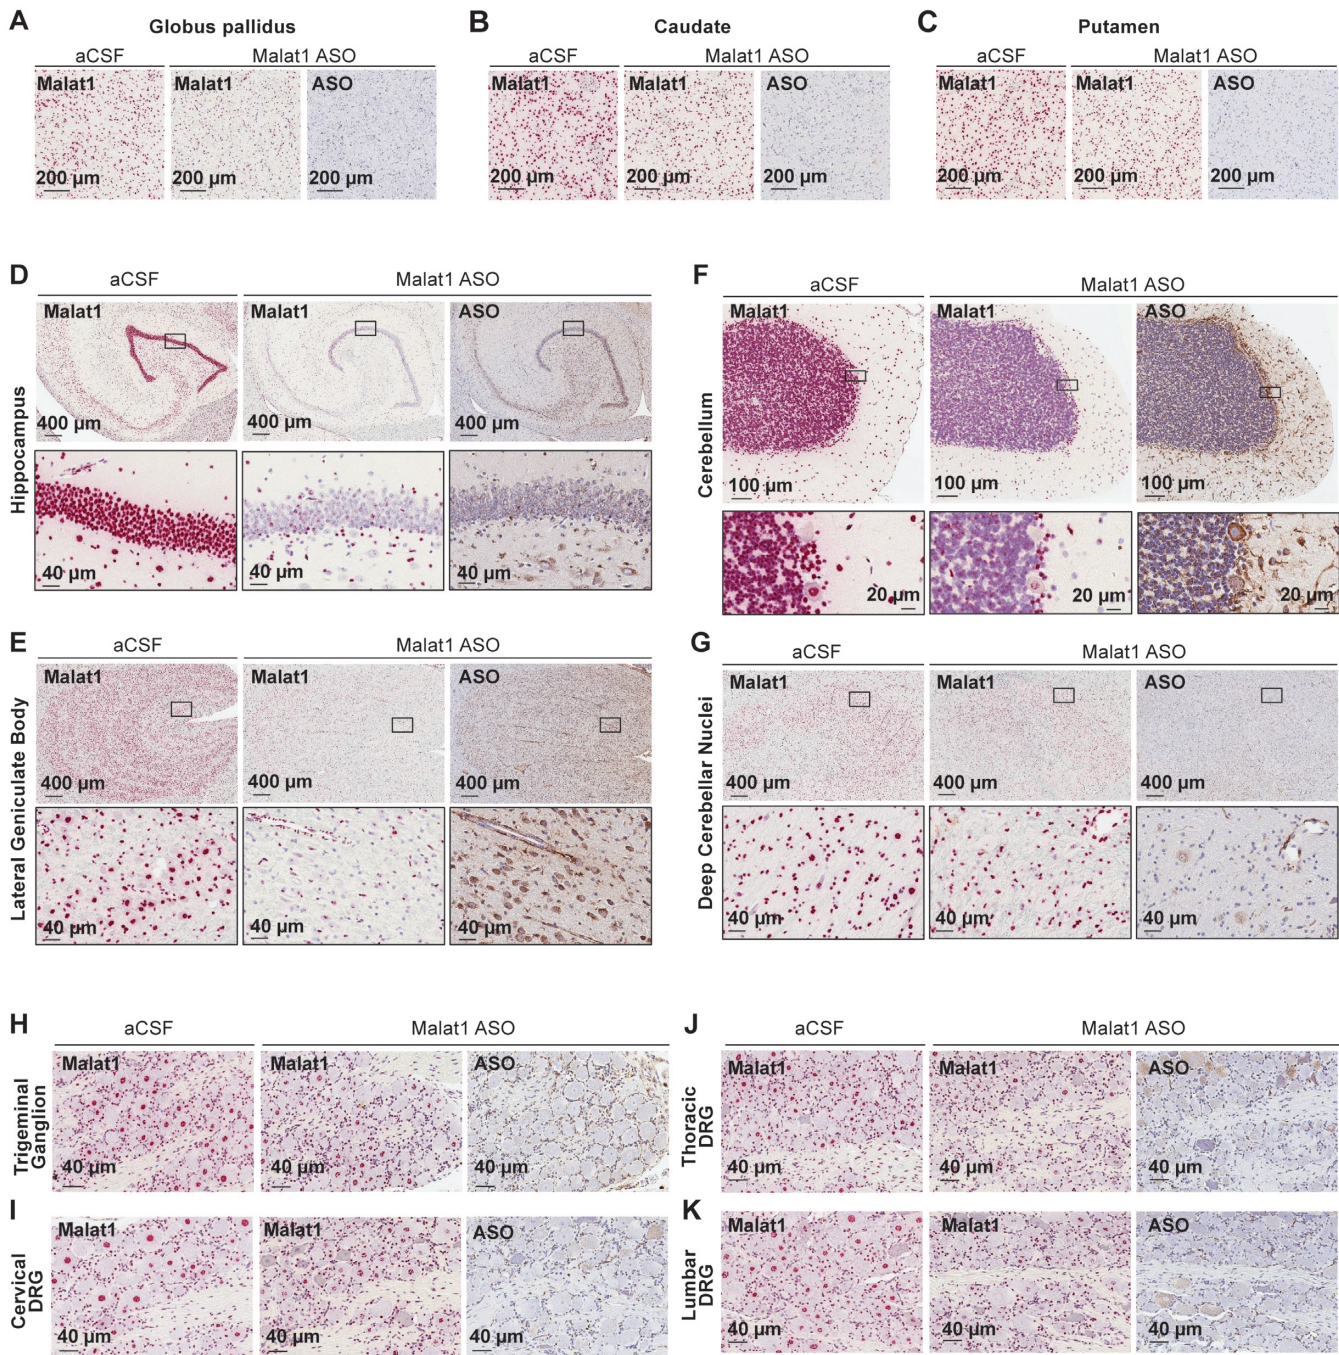 A
Globus pallidus
aCSF
Malat1 ASO
Malat1
Malat1
ASO
200 µm
200 µm
200 µm
B
Caudate
aCSF
Malat1 ASO
Malat1
Malat1
ASO
200 µm
200 µm
200 µm
C
Putamen
aCSF
Malat1 ASO
Malat1
Malat1
ASO
200 µm
200 µm
200 µm
D
aCSF
Malat1 ASO
Hippocampus
Malat1
Malat1
ASO
400 µm
400 µm
400 µm
40 µm
40 µm
40 µm
E
aCSF
Malat1 ASO
Lateral Geniculate Body
Malat1
Malat1
ASO
400 µm
400 µm
400 µm
40 µm
40 µm
40 µm
F
aCSF
Malat1 ASO
Cerebellum
Malat1
Malat1
ASO
100 µm
100 µm
100 µm
20 µm
20 µm
20 µm
G
aCSF
Malat1 ASO
Deep Cerebellar Nuclei
Malat1
Malat1
ASO
400 µm
400 µm
400 µm
40 µm
40 µm
40 µm
H
aCSF
Malat1 ASO
Trigeminal
Ganglion
Malat1
Malat1
ASO
40 µm
40 µm
40 µm
I
Cervical
DRG
Malat1
Malat1
ASO
40 µm
40 µm
40 µm
J
aCSF
Malat1 ASO
Thoracic
DRG
Malat1
Malat1
ASO
40 µm
40 µm
40 µm
K
Lumbar
DRG
Malat1
Malat1
ASO
40 µm
40 µm
40 µm